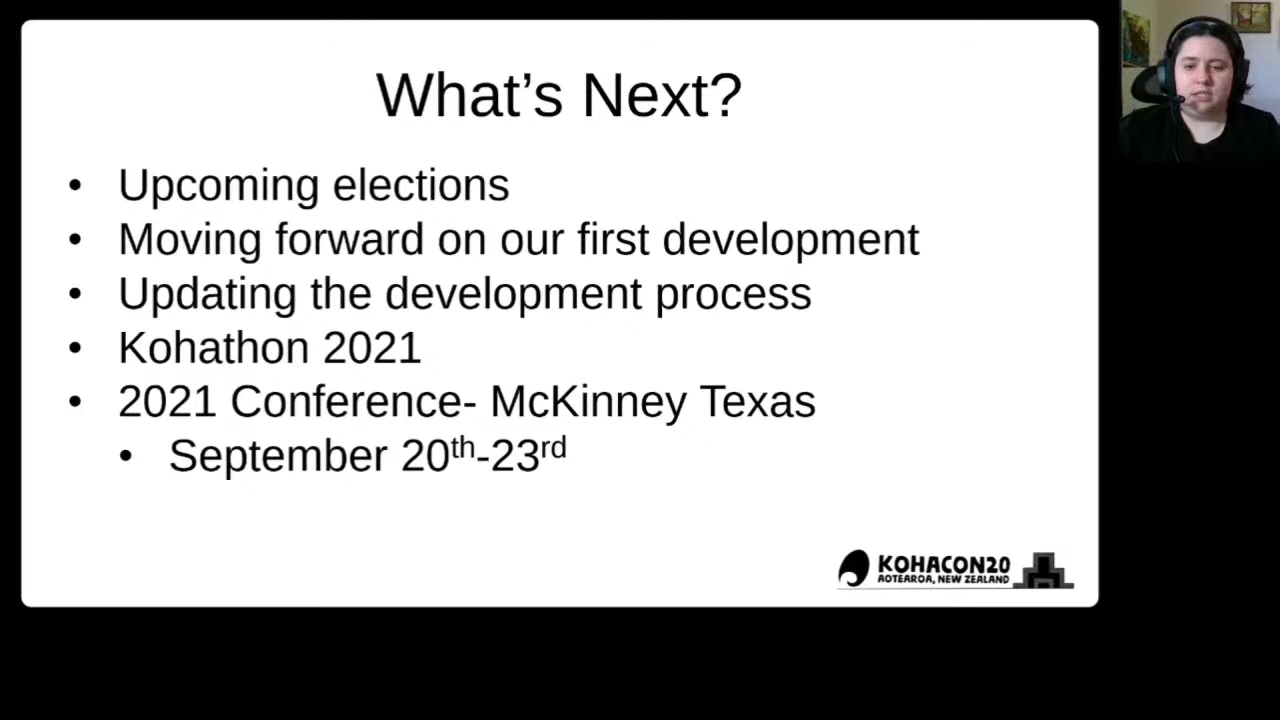 What's Next?
• Upcoming elections
• Moving forward on our first development
• Updating the development process
• Kohathon 2021
• 2021 Conference- McKinney Texas
• September 20th-23rd
KOHACON20
AOTEAROA, NEW ZEALAND